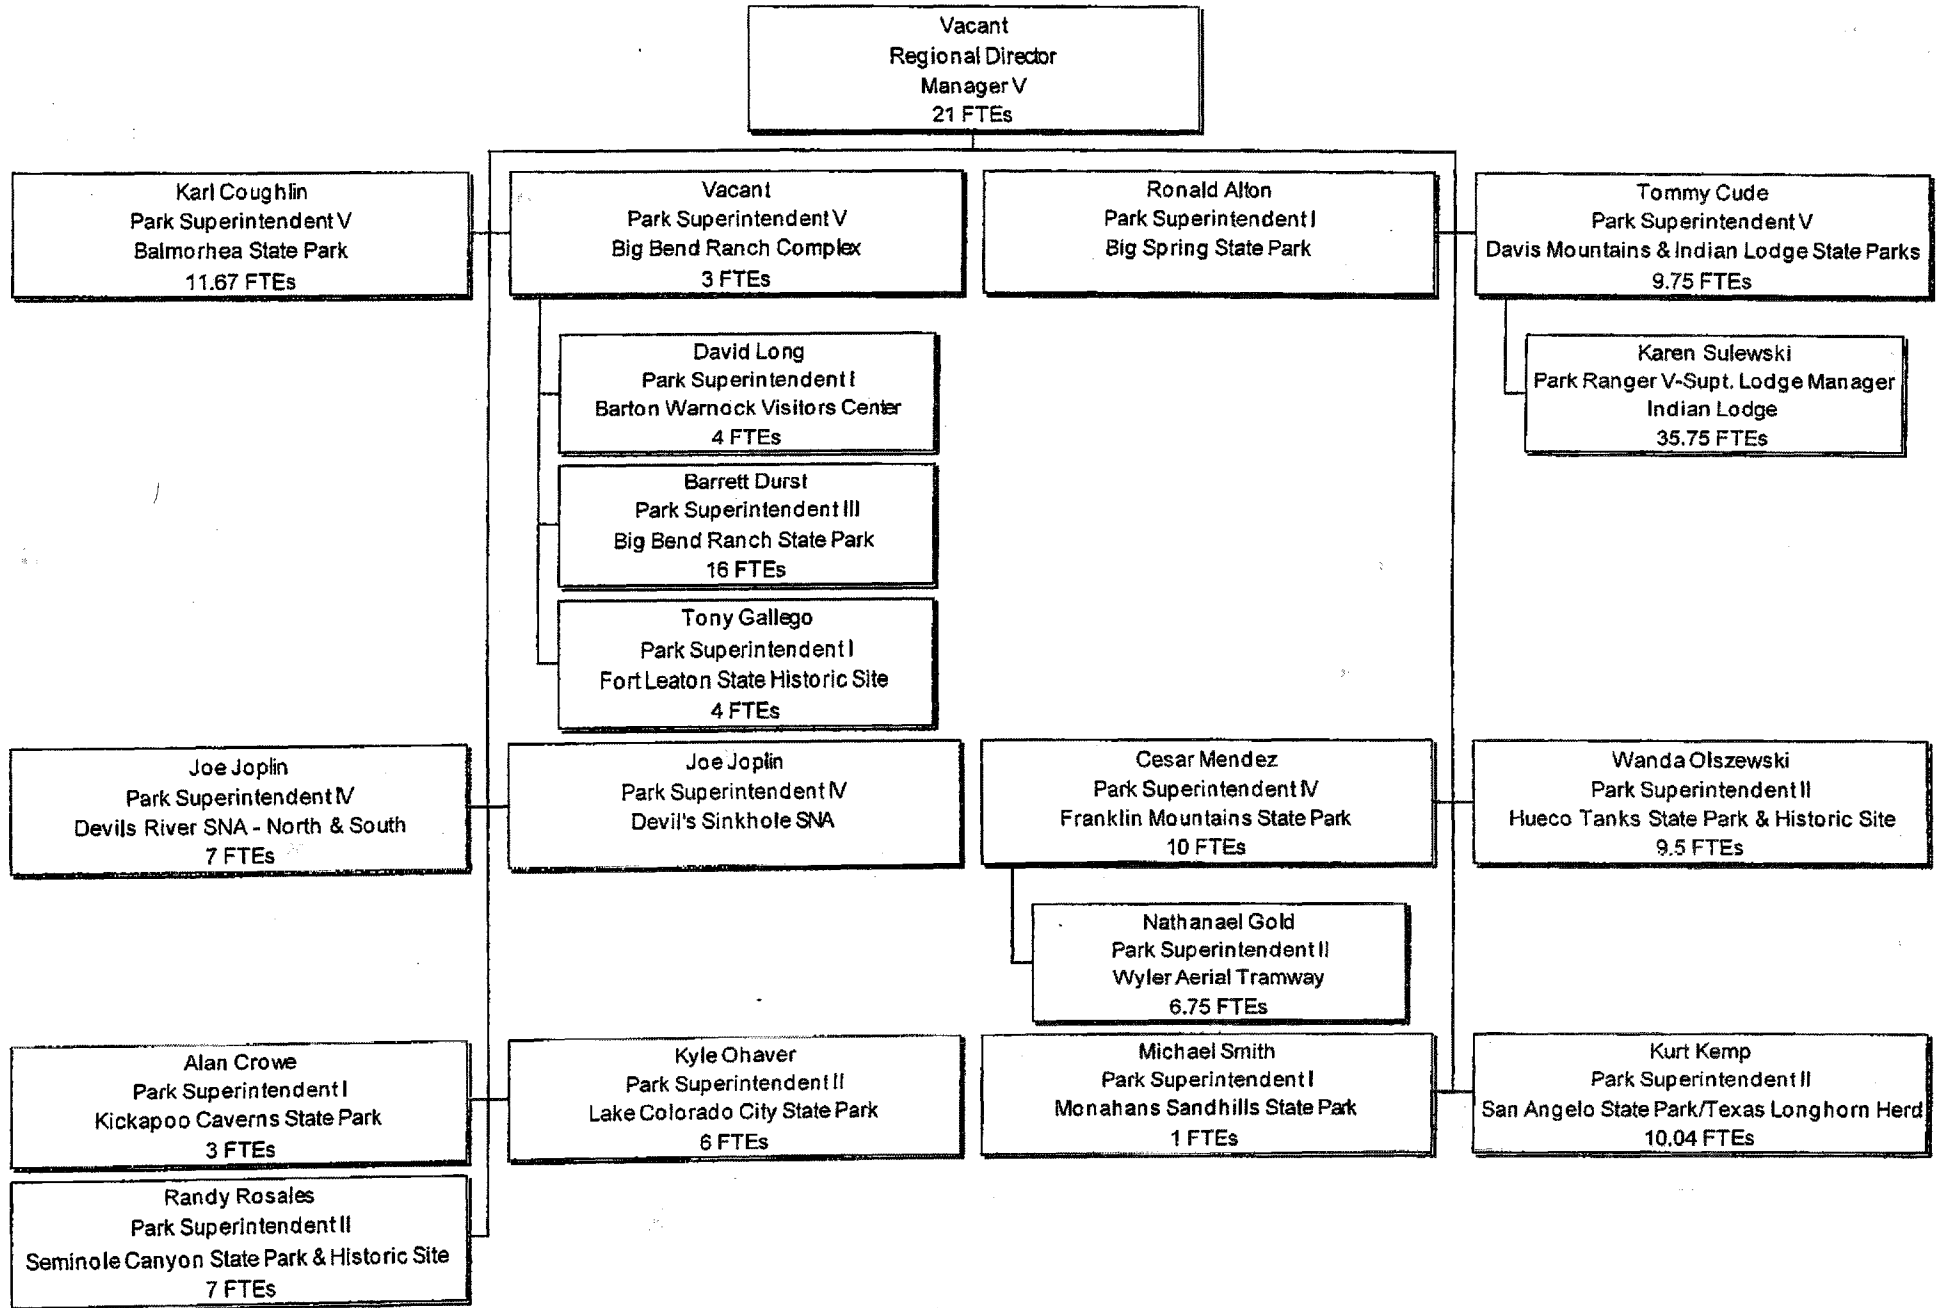 Vacant
Regional Director
Manager V
21 FTEs
Karl Coughlin
Park Superintendent V
Balmorhea State Park
11.67 FTEs
Vacant
Park Superintendent V
Big Bend Ranch Complex
3 FTEs
Ronald Alton
Park Superintendent I
Big Spring State Park
Tommy Cude
Park Superintendent V
Davis Mountains & Indian Lodge State Parks
9.75 FTEs
David Long
Park Superintendent I
Barton Warnock Visitors Center
4 FTEs
Karen Sulewski
Park Ranger V-Supt. Lodge Manager
Indian Lodge
35.75 FTEs
Barrett Durst
Park Superintendent III
Big Bend Ranch State Park
16 FTEs
Tony Gallego
Park Superintendent I
Fort Leaton State Historic Site
4 FTEs
Joe Joplin
Park Superintendent IV
Devils River SNA - North & South
7 FTEs
Joe Joplin
Park Superintendent IV
Devil's Sinkhole SNA
Cesar Mendez
Park Superintendent IV
Franklin Mountains State Park
10 FTEs
Wanda Olszewski
Park Superintendent II
Hueco Tanks State Park & Historic Site
9.5 FTEs
Nathanael Gold
Park Superintendent II
Wyler Aerial Tramway
6.75 FTEs
Alan Crowe
Park Superintendent I
Kickapoo Caverns State Park
3 FTEs
Kyle Ohaver
Park Superintendent II
Lake Colorado City State Park
6 FTEs
Michael Smith
Park Superintendent I
Monahans Sandhills State Park
1 FTEs
Kurt Kemp
Park Superintendent II
San Angelo State Park/Texas Longhorn Herd
10.04 FTEs
Randy Rosales
Park Superintendent II
Seminole Canyon State Park & Historic Site
7 FTEs